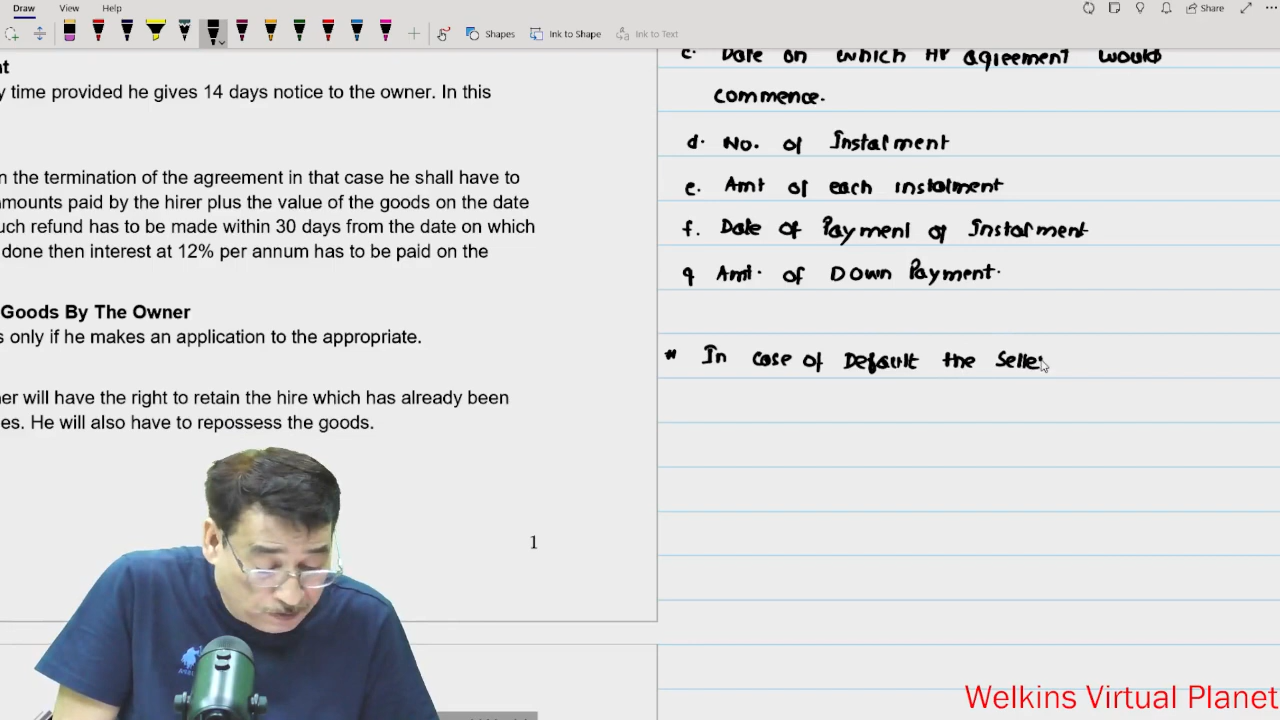 Draw View Help
Shapes Ink to Shape Ink to Text Share
nt
y time provided he gives 14 days notice to the owner. In this
n the termination of the agreement in that case he shall have to
amounts paid by the hirer plus the value of the goods on the date
uch refund has to be made within 30 days from the date on which
done then interest at 12% per annum has to be paid on the
Goods By The Owner
s only if he makes an application to the appropriate.
er will have the right to retain the hire which has already been
es. He will also have to repossess the goods.
1
c. Date on which HP agreement would
commence.
d. No. of Instalment
e. Amt of each instalment
f. Date of Payment of Instalment
g Amt. of Down Payment.
* In Case of Default the Selle
Welkins Virtual Planet